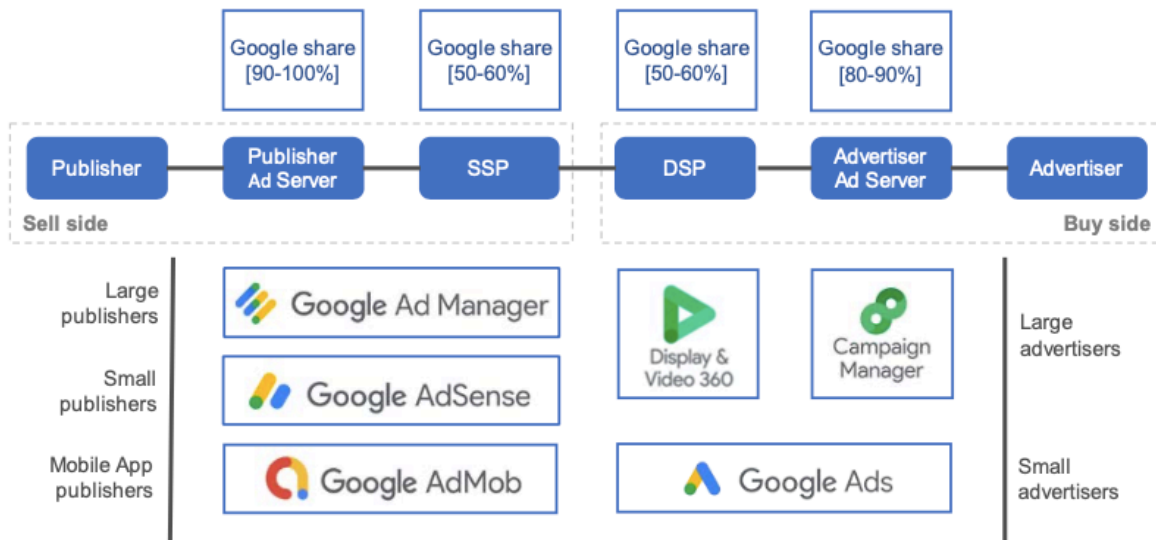 Google share
[90-100%]
Google share
[50-60%]
Google share
[50-60%]
Google share
[80-90%]
Publisher
Publisher
Ad Server
SSP
DSP
Advertiser
Ad Server
Advertiser
Sell side
Buy side
Large
publishers
Google Ad Manager
Display &
Video 360
Campaign
Manager
Large
advertisers
Small
publishers
Google AdSense
Mobile App
publishers
Google AdMob
Google Ads
Small
advertisers